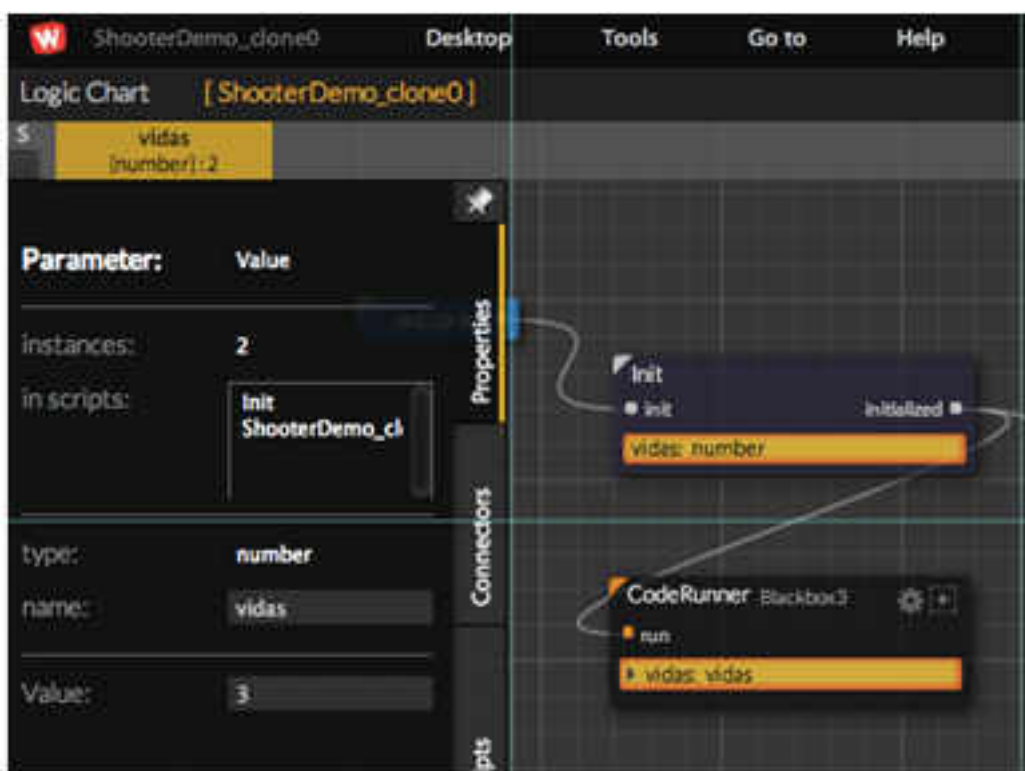 W ShooterDemo_clone0 Desktop Tools Go to Help
Logic Chart [ ShooterDemo_clone0 ]
S
vidas
[number] : 2
Parameter: Value
instances: 2
in scripts: Init
ShooterDemo_cl
type: number
name: vidas
Value: 3
Properties
Connectors
pts
Init
init initialized
vidas: number
CodeRunner Blackbox3
run
vidas: vidas